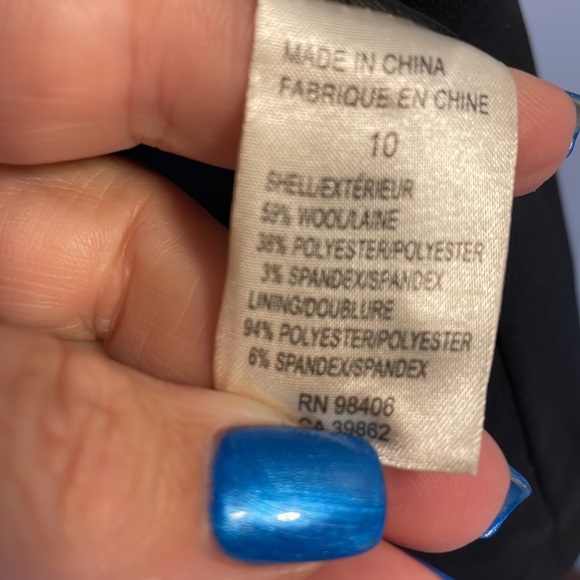 MADE IN CHINA
FABRIQUE EN CHINE
10
SHELL/EXTÉRIEUR
59% WOOL/LAINE
38% POLYESTER/POLYESTER
3% SPANDEX/SPANDEX
LINING/DOUBLURE
94% POLYESTER/POLYESTER
6% SPANDEX/SPANDEX
RN 98406
CA 39862